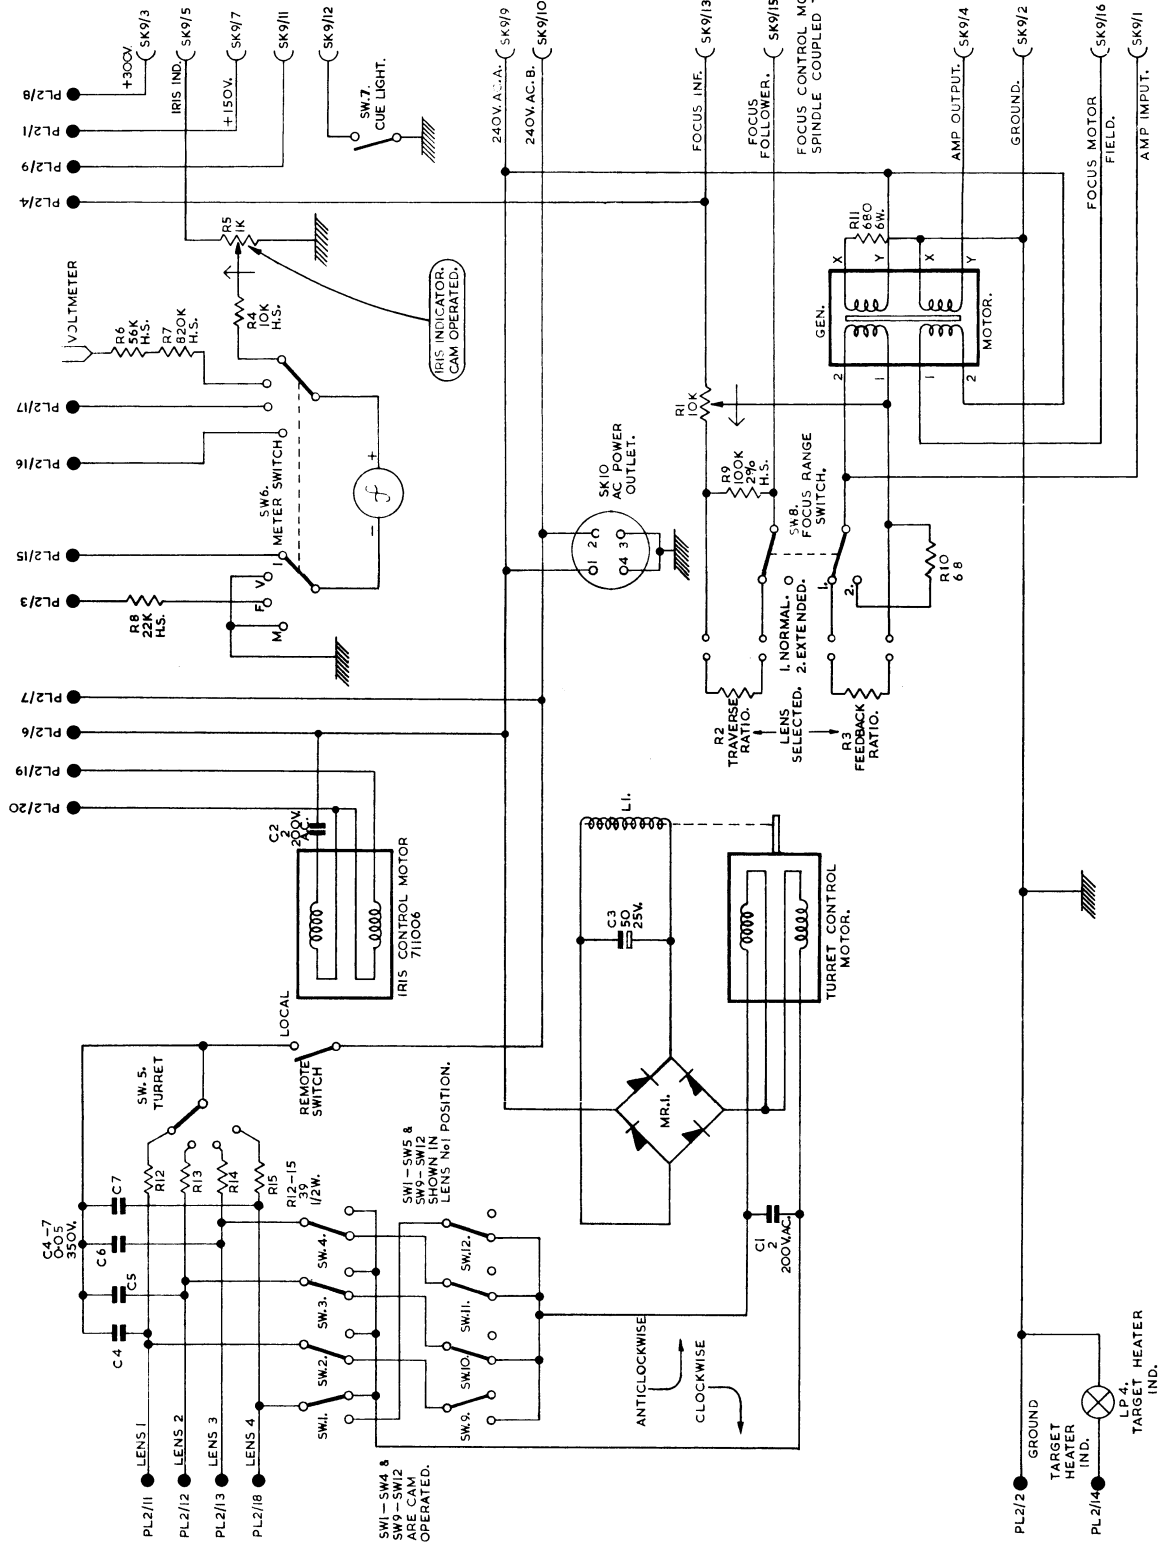 SK9/3
SK9/5
SK9/7
SK9/11
SK9/12
SK9/9
SK9/10
SK9/13
SK9/15
SK9/4
SK9/2
SK9/16
SK9/1
+300V.
IRIS IND.
+150V.
240V. AC. A.
240V. AC. B.
FOCUS INF.
FOCUS
FOLLOWER.
FOCUS CONTROL MO
SPINDLE COUPLED
AMP OUTPUT.
GROUND.
FOCUS MOTOR
FIELD.
AMP IMPUT.
PL2/8
PL2/1
PL2/9
PL2/4
SW.7.
CUE LIGHT.
R5
1K
VOLTMETER
R6
56K
H.S.
R7
820K
H.S.
R4
10K
H.S.
IRIS INDICATOR.
CAM OPERATED.
PL2/17
PL2/16
PL2/15
PL2/3
SW6.
METER SWITCH
+
f
−
I
V
F
M
R8
22K
H.S.
SK10
AC POWER
OUTLET.
1
2
3
4
R1
10K
R9
100K
2%
H.S.
R11
680
6W.
X
Y
X
Y
GEN.
MOTOR.
2
1
1
2
SW8.
FOCUS RANGE
SWITCH.
1.
2.
R10
68
1. NORMAL.
2. EXTENDED.
R2
TRAVERSE
RATIO.
LENS
SELECTED.
R3
FEEDBACK
RATIO.
PL2/7
PL2/6
PL2/19
PL2/20
C2
2
200V.
A.C.
IRIS CONTROL MOTOR
711006
L1.
C3
50
25V.
TURRET CONTROL
MOTOR.
MR.1.
LOCAL
REMOTE
SWITCH
SW. 5.
TURRET
C4-7
0·05
350V.
C7
C6
C5
C4
R12
R13
R14
R15
R12-15
39
1/2W.
SW1-SW5 &
SW9-SW12
SHOWN IN
LENS No1 POSITION.
SW.4.
SW.3.
SW.2.
SW.1.
SW.12.
SW.11.
SW.10.
SW.9.
C1
2
200V.AC.
ANTICLOCKWISE
CLOCKWISE
LENS 1
LENS 2
LENS 3
LENS 4
PL2/11
PL2/12
PL2/13
PL2/18
SW1-SW4 &
SW9-SW12
ARE CAM
OPERATED.
PL2/2
GROUND
TARGET
HEATER
IND.
PL2/14
LP4.
TARGET HEATER
IND.